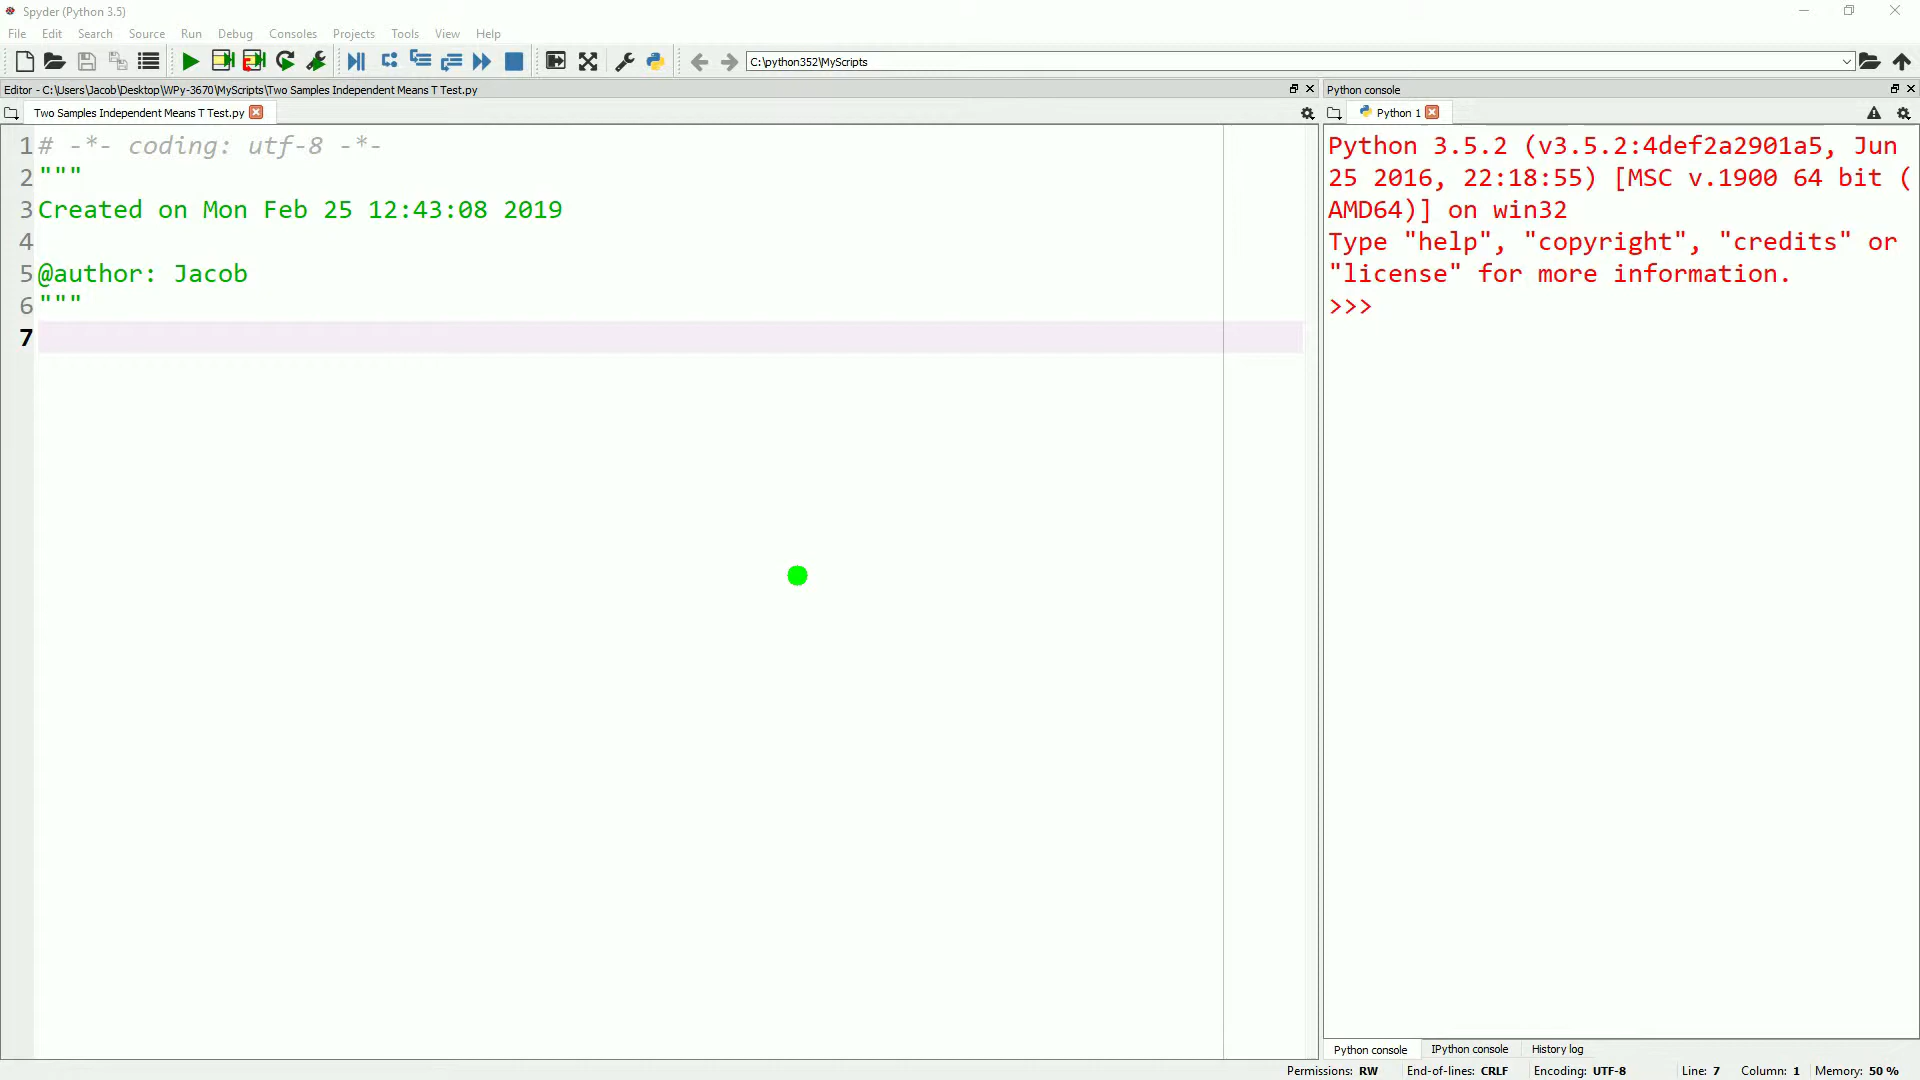 Spyder (Python 3.5)
File Edit Search Source Run Debug Consoles Projects Tools View Help
C:\python352\MyScripts
Editor - C:\Users\Jacob\Desktop\WPy-3670\MyScripts\Two Samples Independent Means T Test.py
Two Samples Independent Means T Test.py
1 # -*- coding: utf-8 -*-
2 """
3 Created on Mon Feb 25 12:43:08 2019
4
5 @author: Jacob
6 """
7
Python console
Python 1
Python 3.5.2 (v3.5.2:4def2a2901a5, Jun
25 2016, 22:18:55) [MSC v.1900 64 bit (
AMD64)] on win32
Type "help", "copyright", "credits" or
"license" for more information.
>>>
Python console IPython console History log
Permissions: RW End-of-lines: CRLF Encoding: UTF-8 Line: 7 Column: 1 Memory: 50 %